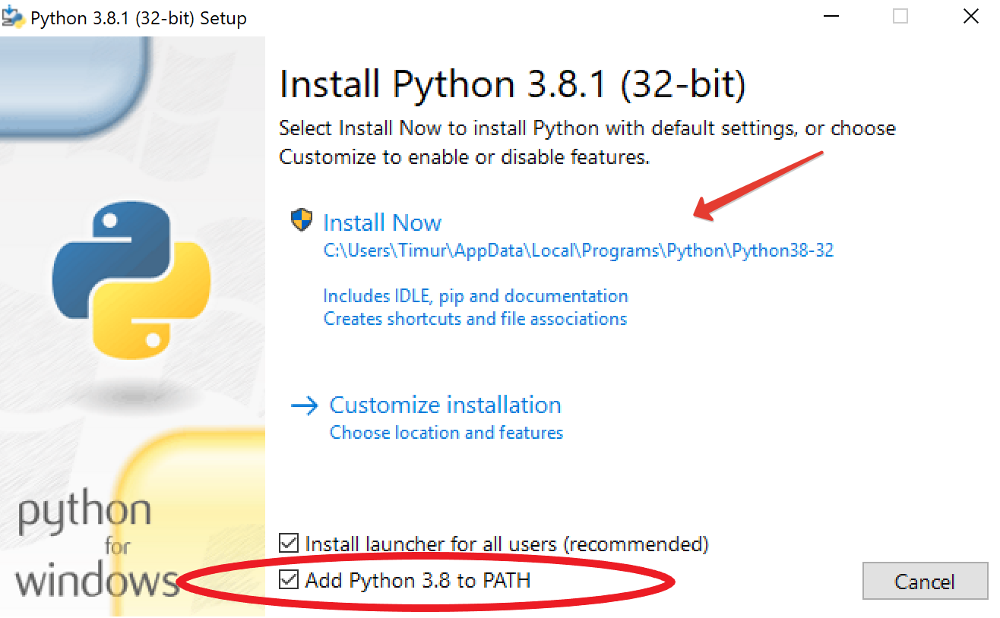 Python 3.8.1 (32-bit) Setup
Install Python 3.8.1 (32-bit)
Select Install Now to install Python with default settings, or choose
Customize to enable or disable features.
Install Now
C:\Users\Timur\AppData\Local\Programs\Python\Python38-32
Includes IDLE, pip and documentation
Creates shortcuts and file associations
Customize installation
Choose location and features
python
for
windows
Install launcher for all users (recommended)
Add Python 3.8 to PATH
Cancel